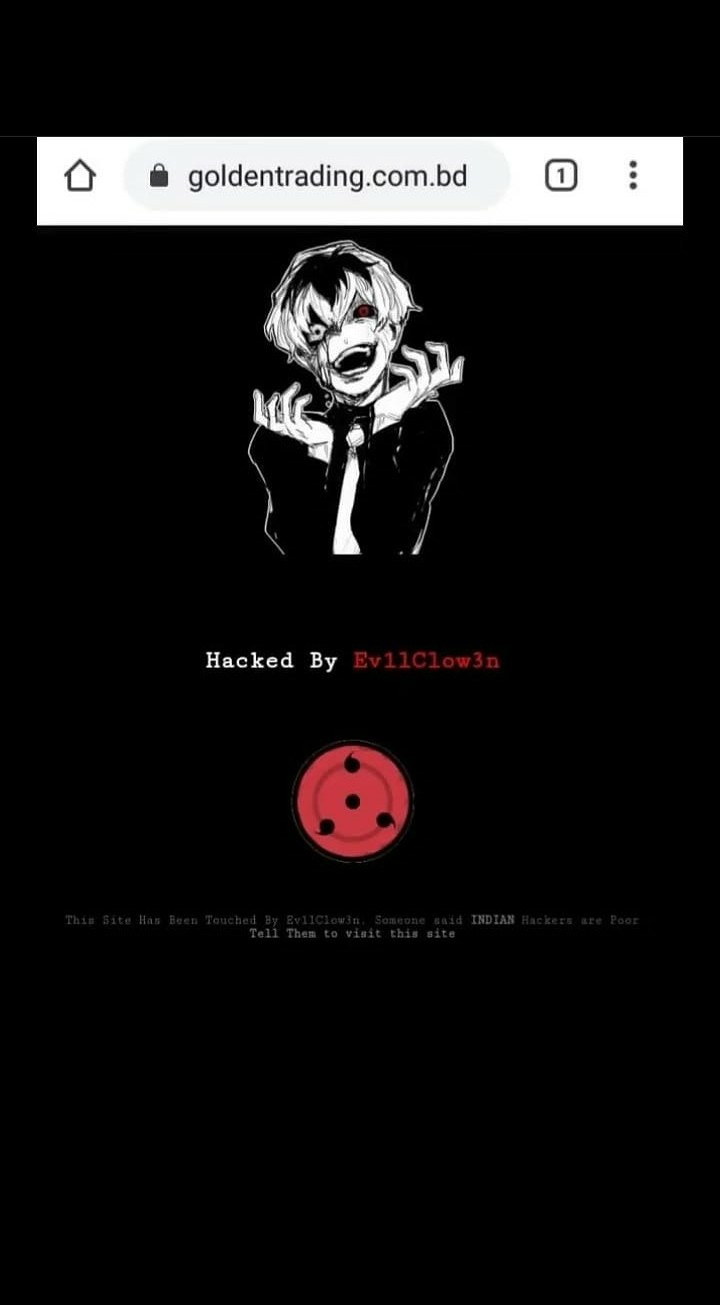 goldentrading.com.bd
1
Hacked By Ev1lClow3n
This Site Has Been Touched By Ev1lClow3n. Someone said INDIAN Hackers are Poor
Tell Them to visit this site